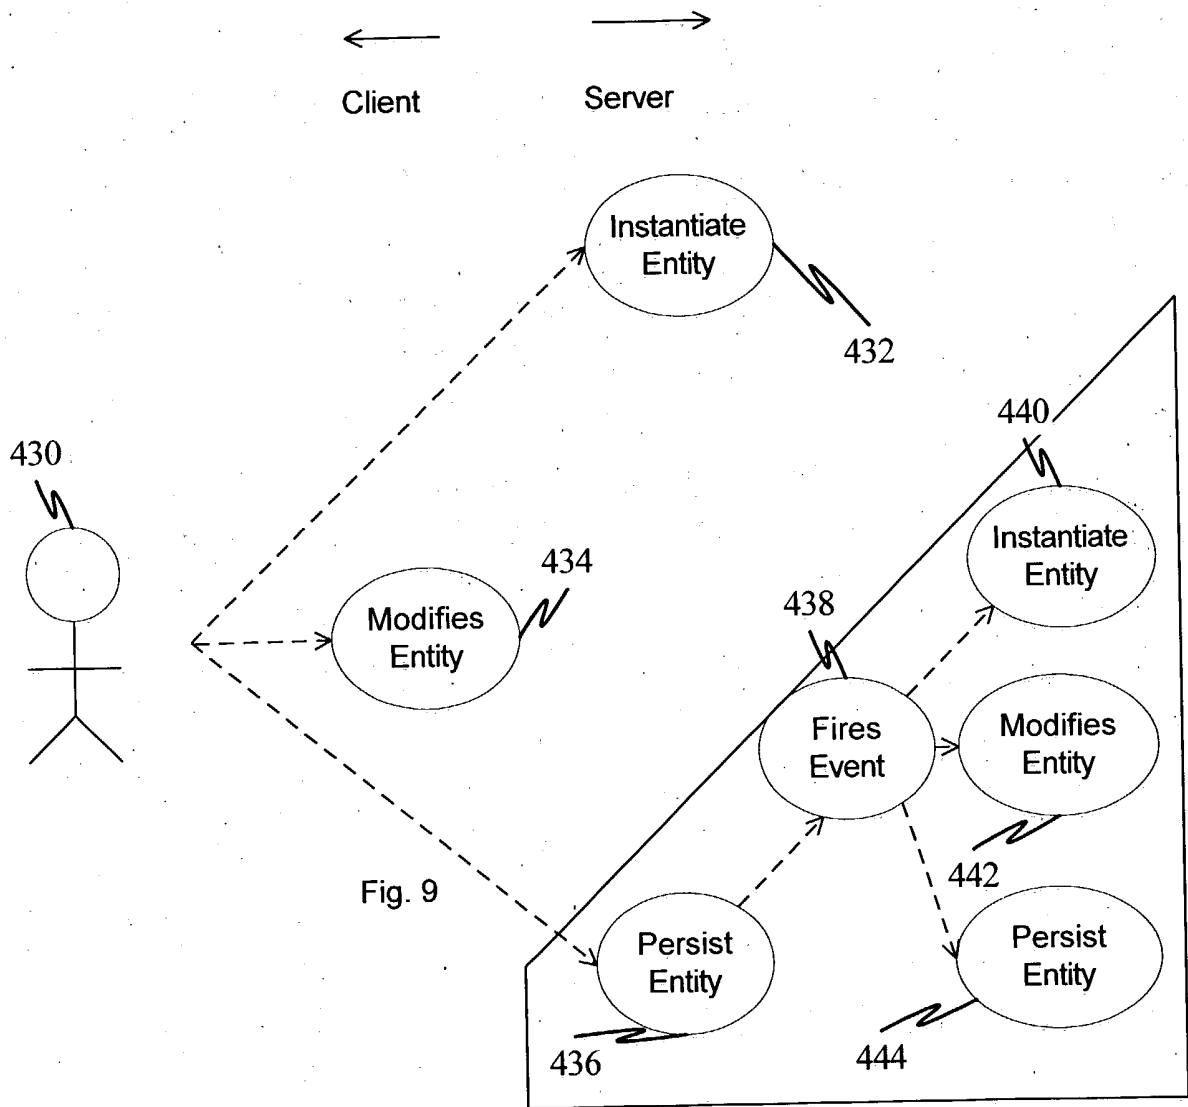 Client
Server
Instantiate
Entity
432
440
430
Instantiate
Entity
434
Modifies
Entity
438
Fires
Event
Modifies
Entity
442
Fig. 9
Persist
Entity
Persist
Entity
436
444